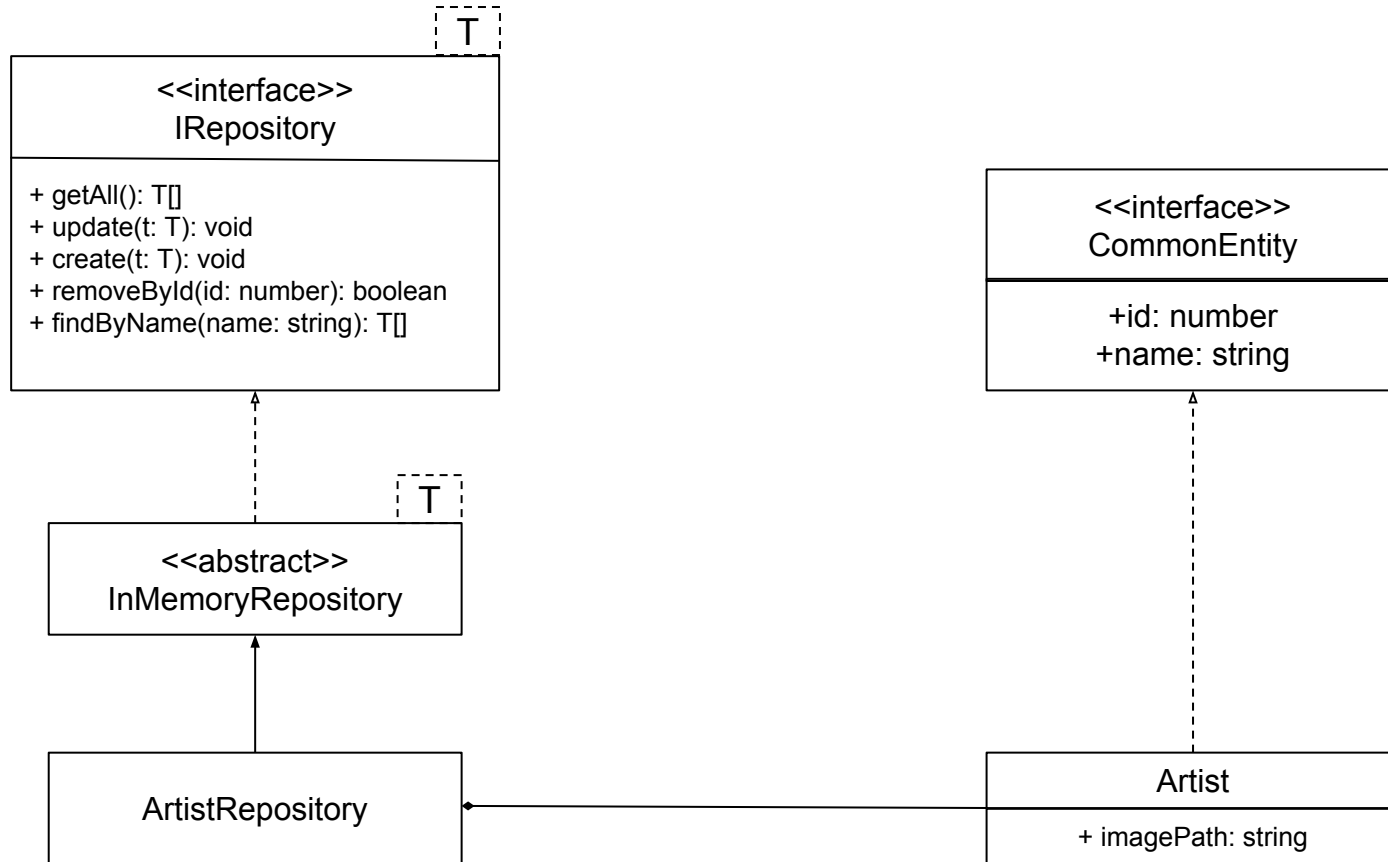 T
<<interface>>
IRepository
+ getAll(): T[]
+ update(t: T): void
+ create(t: T): void
+ removeById(id: number): boolean
+ findByName(name: string): T[]
<<interface>>
CommonEntity
+id: number
+name: string
T
<<abstract>>
InMemoryRepository
ArtistRepository
Artist
+ imagePath: string